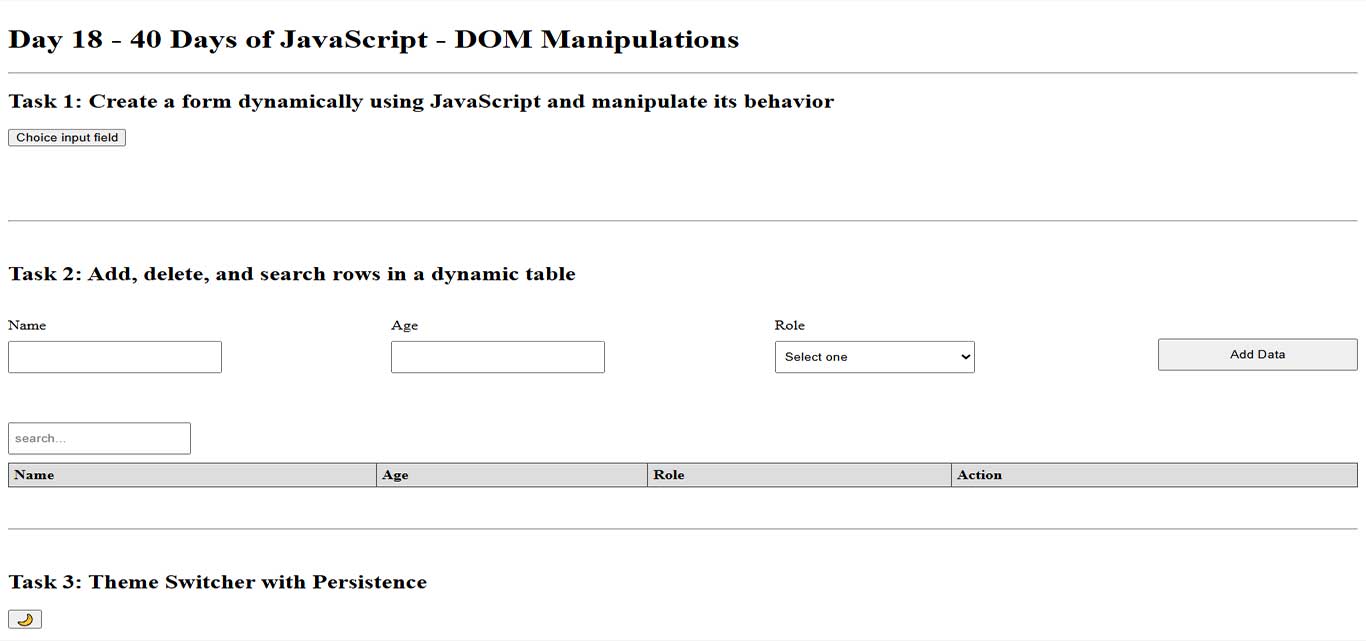 Day 18 - 40 Days of JavaScript - DOM Manipulations
Task 1: Create a form dynamically using JavaScript and manipulate its behavior
Choice input field
Task 2: Add, delete, and search rows in a dynamic table
Name Age Role
Select one Add Data
search...
Name Age Role Action
Task 3: Theme Switcher with Persistence